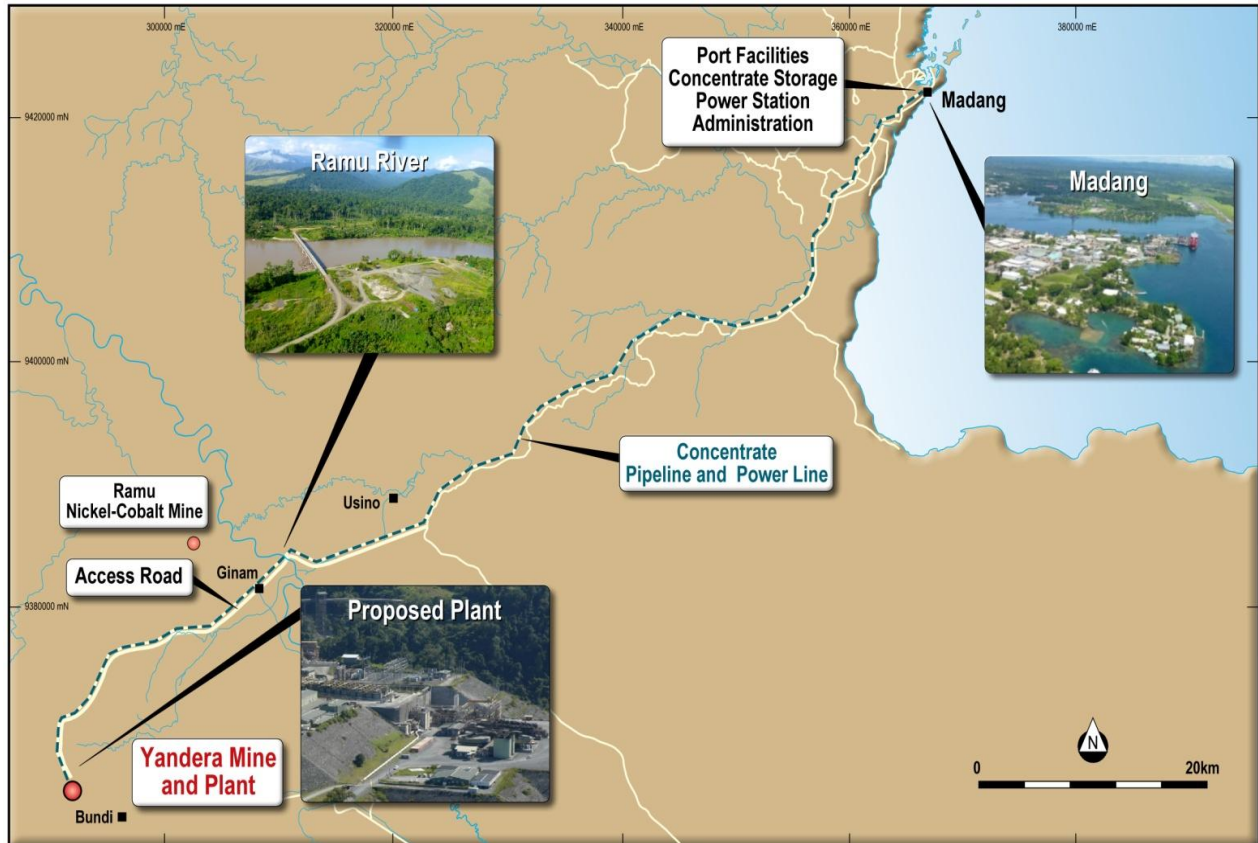 300000 mE
320000 mE
340000 mE
360000 mE
380000 mE
9420000 mN
9400000 mN
9380000 mN
Port Facilities
Concentrate Storage
Power Station
Administration
Madang
Ramu River
Madang
Concentrate
Pipeline and Power Line
Ramu
Nickel-Cobalt Mine
Usino
Access Road
Ginam
Proposed Plant
Yandera Mine
and Plant
Bundi
N
0
20km